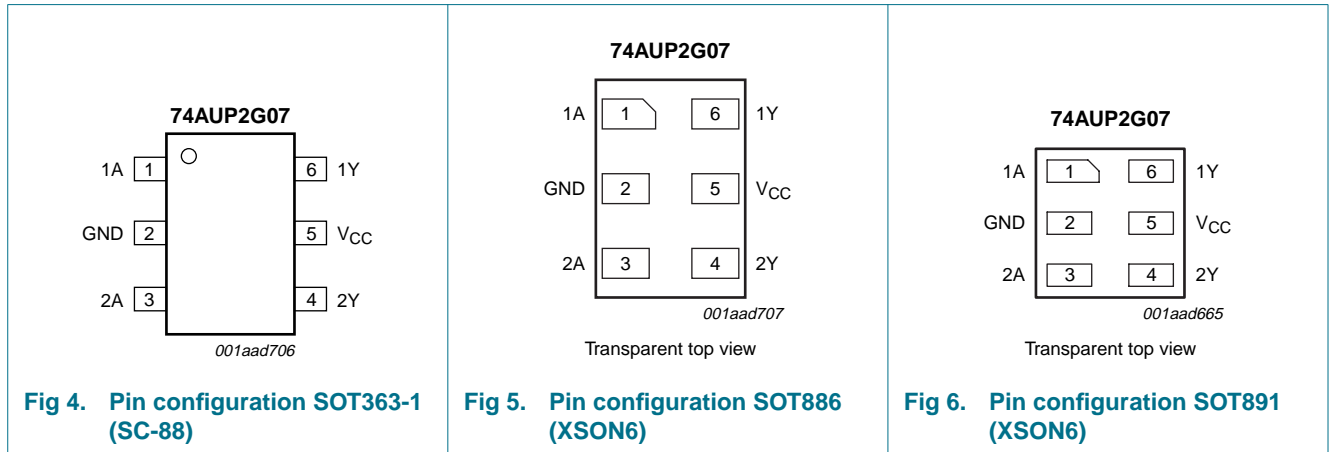 74AUP2G07
1A 1 6 1Y
GND 2 5 VCC
2A 3 4 2Y
001aad706
Fig 4. Pin configuration SOT363-1
(SC-88)
74AUP2G07
1A 1 6 1Y
GND 2 5 VCC
2A 3 4 2Y
001aad707
Transparent top view
Fig 5. Pin configuration SOT886
(XSON6)
74AUP2G07
1A 1 6 1Y
GND 2 5 VCC
2A 3 4 2Y
001aad665
Transparent top view
Fig 6. Pin configuration SOT891
(XSON6)